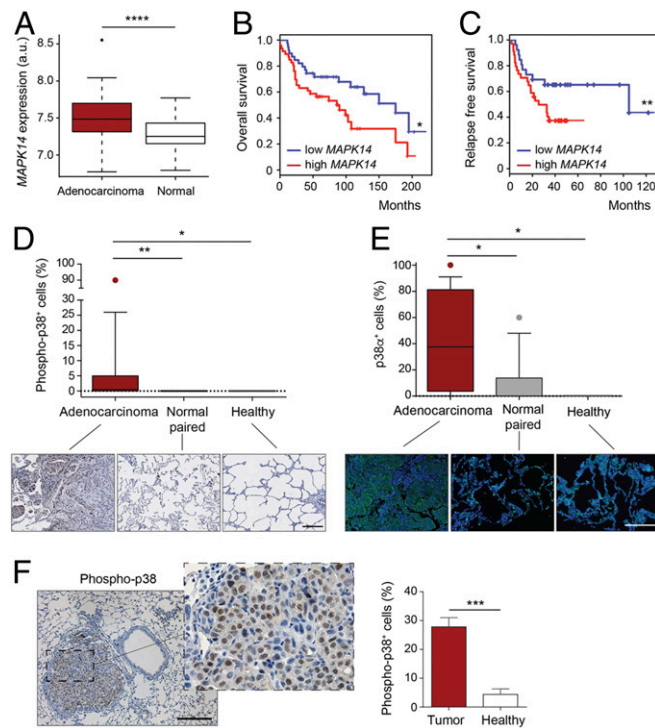 A
****
MAPK14 expression (a.u.)
8.5
8.0
7.5
7.0
Adenocarcinoma Normal
B
Overall survival
1.0
0.8
0.6
0.4
0.2
0.0
*
low MAPK14
high MAPK14
0 50 100 150 200
Months
C
Relapse free survival
1.0
0.8
0.6
0.4
0.2
0.0
**
low MAPK14
high MAPK14
0 20 40 60 80 100 120
Months
D
*
**
Phospho-p38+ cells (%)
100
90
80
30
25
20
15
10
5
0
Adenocarcinoma Normal paired Healthy
E
*
*
p38α+ cells (%)
100
80
60
40
20
0
Adenocarcinoma Normal paired Healthy
F
Phospho-p38
Phospho-p38+ cells (%)
***
40
30
20
10
0
Tumor Healthy